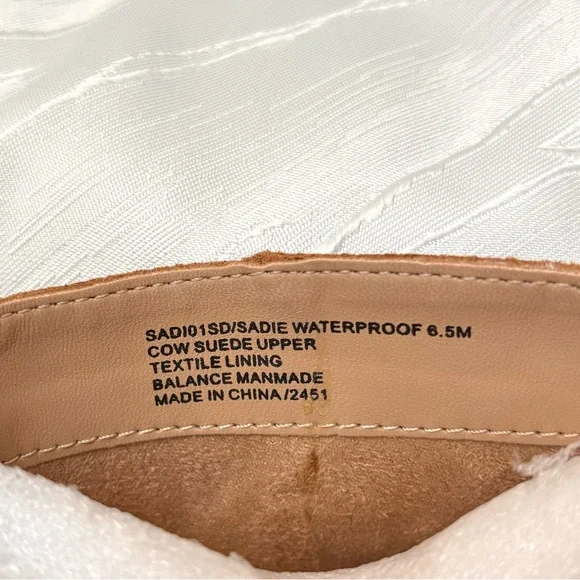 SADI01SD/SADIE WATERPROOF 6.5M
COW SUEDE UPPER
TEXTILE LINING
BALANCE MANMADE
MADE IN CHINA/2451